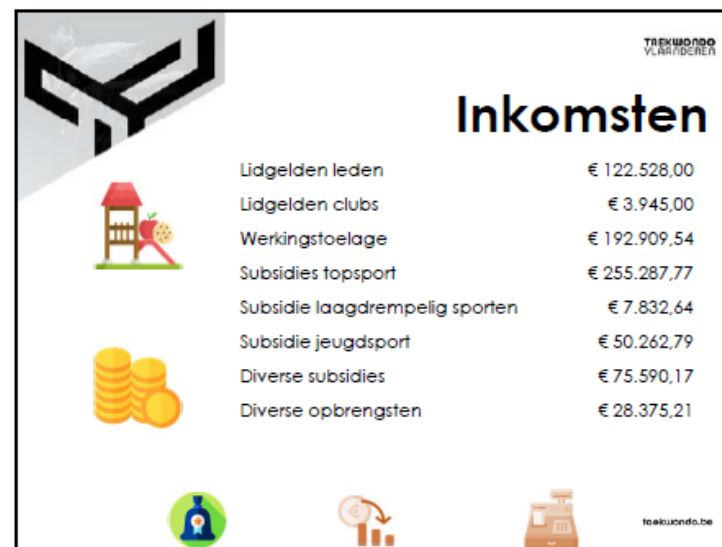 TAEKWONDO
VLAANDEREN
Inkomsten
Lidgelden leden € 122.528,00
Lidgelden clubs € 3.945,00
Werkingstoelage € 192.909,54
Subsidies topsport € 255.287,77
Subsidie laagdrempelig sporten € 7.832,64
Subsidie jeugdsport € 50.262,79
Diverse subsidies € 75.590,17
Diverse opbrengsten € 28.375,21
taekwondo.be